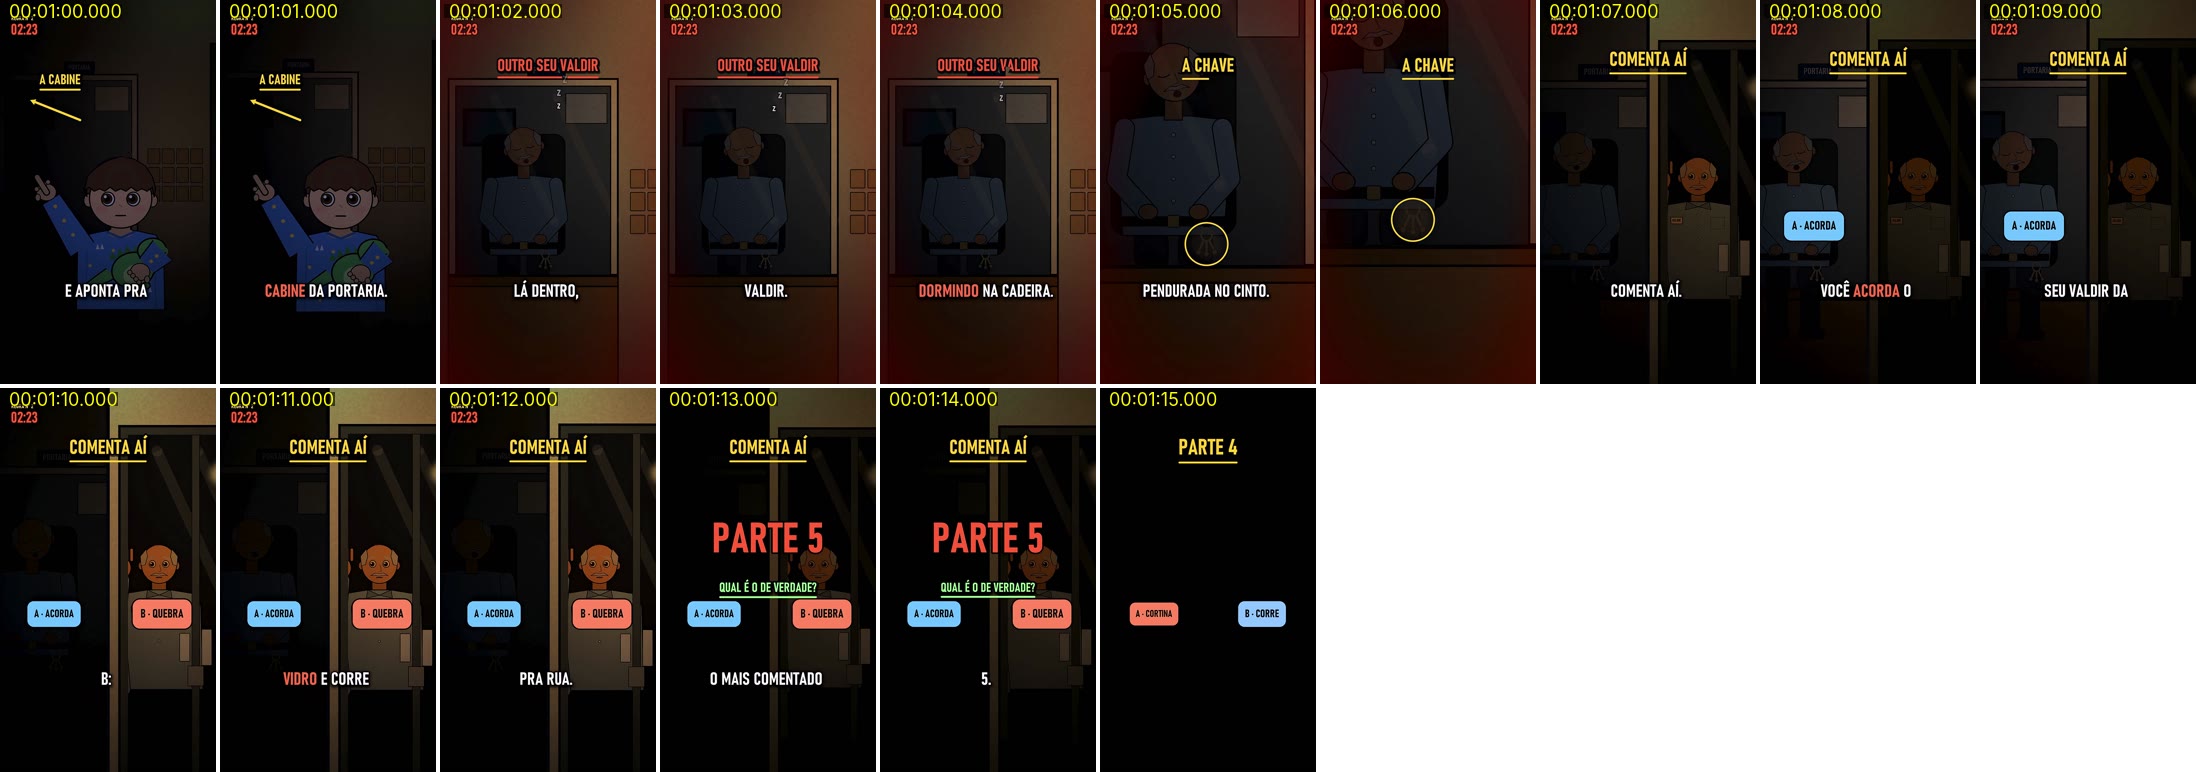 00:01:00.000
02:23
A CABINE
E APONTA PRA
00:01:01.000
02:23
A CABINE
CABINE DA PORTARIA.
00:01:02.000
02:23
OUTRO SEU VALDIR
Z
Z
LÁ DENTRO,
00:01:03.000
02:23
OUTRO SEU VALDIR
Z
Z
VALDIR.
00:01:04.000
02:23
OUTRO SEU VALDIR
Z
Z
DORMINDO NA CADEIRA.
00:01:05.000
02:23
A CHAVE
PENDURADA NO CINTO.
00:01:06.000
02:23
A CHAVE
00:01:07.000
02:23
COMENTA AÍ
COMENTA AÍ.
00:01:08.000
02:23
COMENTA AÍ
PORTARIA
A - ACORDA
VOCÊ ACORDA O
00:01:09.000
02:23
COMENTA AÍ
A - ACORDA
SEU VALDIR DA
00:01:10.000
02:23
COMENTA AÍ
A - ACORDA
B - QUEBRA
B:
00:01:11.000
02:23
COMENTA AÍ
A - ACORDA
B - QUEBRA
VIDRO E CORRE
00:01:12.000
02:23
COMENTA AÍ
A - ACORDA
B - QUEBRA
PRA RUA.
00:01:13.000
COMENTA AÍ
PARTE 5
QUAL É O DE VERDADE?
A - ACORDA
B - QUEBRA
O MAIS COMENTADO
00:01:14.000
COMENTA AÍ
PARTE 5
QUAL É O DE VERDADE?
A - ACORDA
B - QUEBRA
5.
00:01:15.000
PARTE 4
A - CORTINA
B - CORRE